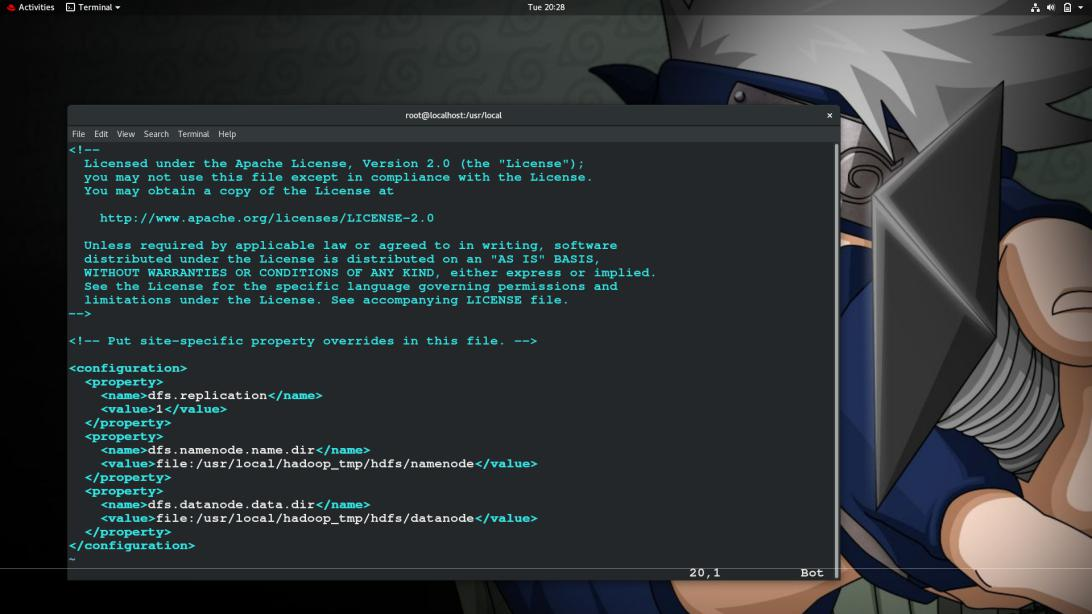 Activities Terminal Tue 20:28
root@localhost:/usr/local ×
File Edit View Search Terminal Help
<!--
Licensed under the Apache License, Version 2.0 (the "License");
you may not use this file except in compliance with the License.
You may obtain a copy of the License at
http://www.apache.org/licenses/LICENSE-2.0
Unless required by applicable law or agreed to in writing, software
distributed under the License is distributed on an "AS IS" BASIS,
WITHOUT WARRANTIES OR CONDITIONS OF ANY KIND, either express or implied.
See the License for the specific language governing permissions and
limitations under the License. See accompanying LICENSE file.
-->
<!-- Put site-specific property overrides in this file. -->
<configuration>
<property>
<name>dfs.replication</name>
<value>1</value>
</property>
<property>
<name>dfs.namenode.name.dir</name>
<value>file:/usr/local/hadoop_tmp/hdfs/namenode</value>
</property>
<property>
<name>dfs.datanode.data.dir</name>
<value>file:/usr/local/hadoop_tmp/hdfs/datanode</value>
</property>
</configuration>
~
20,1 Bot